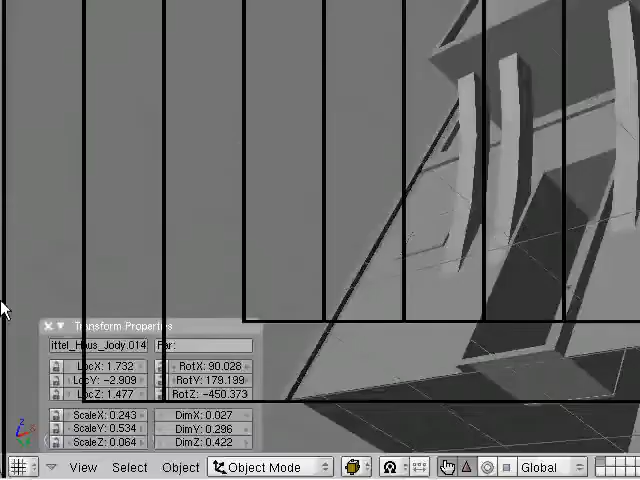 Transform Properties
ittel_Haus_Jody.014 Par:
LocX: 1.732 RotX: 90.028
LocY: -2.909 RotY: 179.199
LocZ: 1.477 RotZ: -450.373
ScaleX: 0.243 DimX: 0.027
ScaleY: 0.534 DimY: 0.296
ScaleZ: 0.064 DimZ: 0.422
Z X
View Select Object Object Mode Global